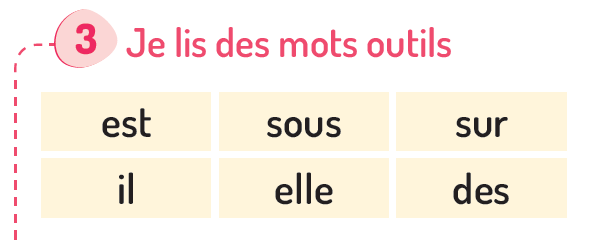 3 Je lis des mots outils
est sous sur
il elle des